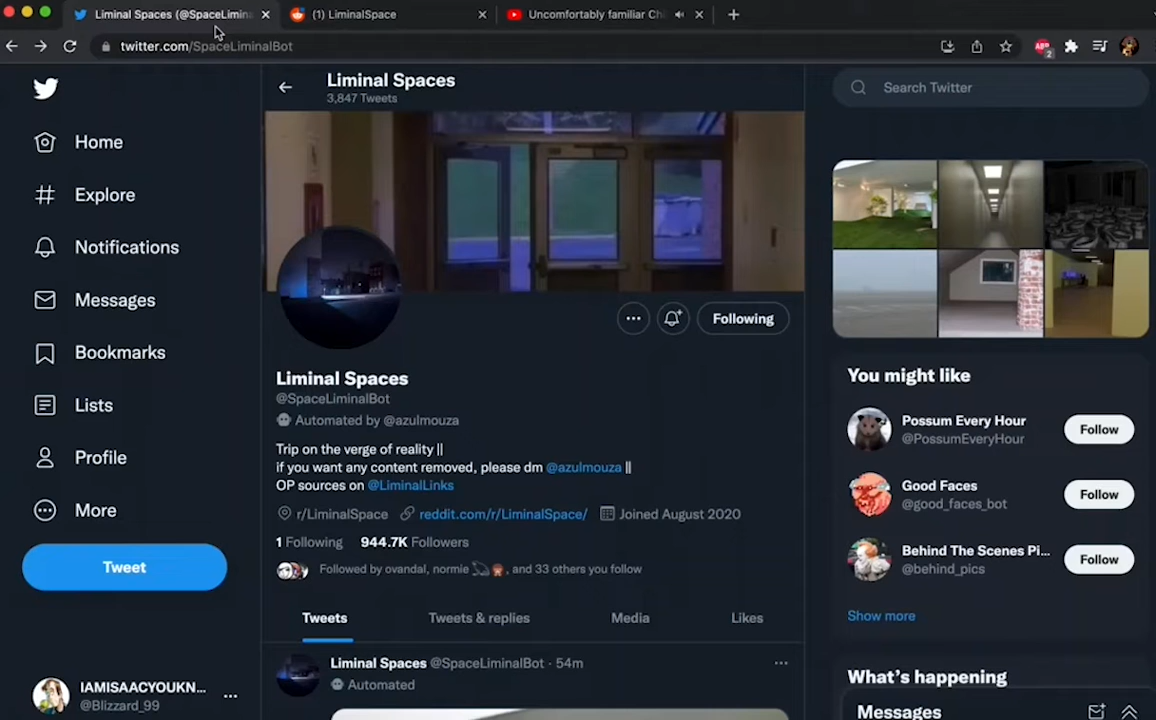 Liminal Spaces (@SpaceLimina
(1) LiminalSpace
Uncomfortably familiar Chi
twitter.com/SpaceLiminalBot
ABP
2
Home
Explore
Notifications
Messages
Bookmarks
Lists
Profile
More
Tweet
IAMISAACYOUKN...
@Blizzard_99
Liminal Spaces
3,847 Tweets
Following
Liminal Spaces
@SpaceLiminalBot
Automated by @azulmouza
Trip on the verge of reality ||
if you want any content removed, please dm @azulmouza ||
OP sources on @LiminalLinks
r/LiminalSpace reddit.com/r/LiminalSpace/ Joined August 2020
1 Following 944.7K Followers
Followed by ovandal, normie, and 33 others you follow
Tweets Tweets & replies Media Likes
Liminal Spaces @SpaceLiminalBot · 54m
Automated
Search Twitter
You might like
Possum Every Hour
@PossumEveryHour
Follow
Good Faces
@good_faces_bot
Follow
Behind The Scenes Pi...
@behind_pics
Follow
Show more
What's happening
Messages